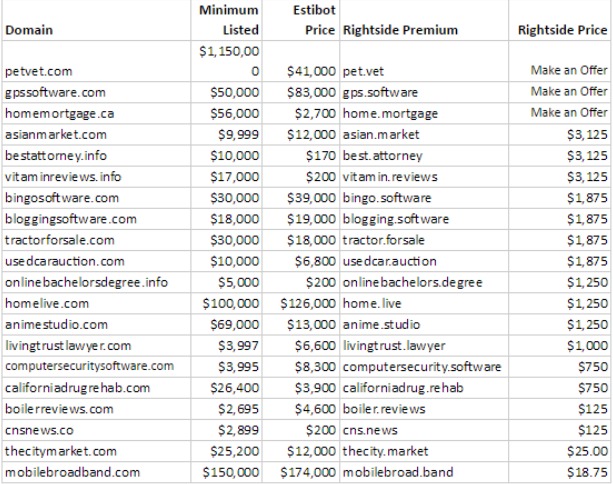 Domain Minimum Listed Estibot Price Rightside Premium Rightside Price
petvet.com $1,150,000 $41,000 pet.vet Make an Offer
gpssoftware.com $50,000 $83,000 gps.software Make an Offer
homemortgage.ca $56,000 $2,700 home.mortgage Make an Offer
asianmarket.com $9,999 $12,000 asian.market $3,125
bestattorney.info $10,000 $170 best.attorney $3,125
vitaminreviews.info $17,000 $200 vitamin.reviews $3,125
bingosoftware.com $30,000 $39,000 bingo.software $1,875
bloggingsoftware.com $18,000 $19,000 blogging.software $1,875
tractorforsale.com $30,000 $18,000 tractor.forsale $1,875
usedcarauction.com $10,000 $6,800 usedcar.auction $1,875
onlinebachelorsdegree.info $5,000 $200 onlinebachelors.degree $1,250
homelive.com $100,000 $126,000 home.live $1,250
animestudio.com $69,000 $13,000 anime.studio $1,250
livingtrustlawyer.com $3,997 $6,600 livingtrust.lawyer $1,000
computersecuritysoftware.com $3,995 $8,300 computersecurity.software $750
californiadrugrehab.com $26,400 $3,900 californiadrug.rehab $750
boilerreviews.com $2,695 $4,600 boiler.reviews $125
cnsnews.co $2,899 $200 cns.news $125
thecitymarket.com $25,200 $12,000 thecity.market $25.00
mobilebroadband.com $150,000 $174,000 mobilebroad.band $18.75